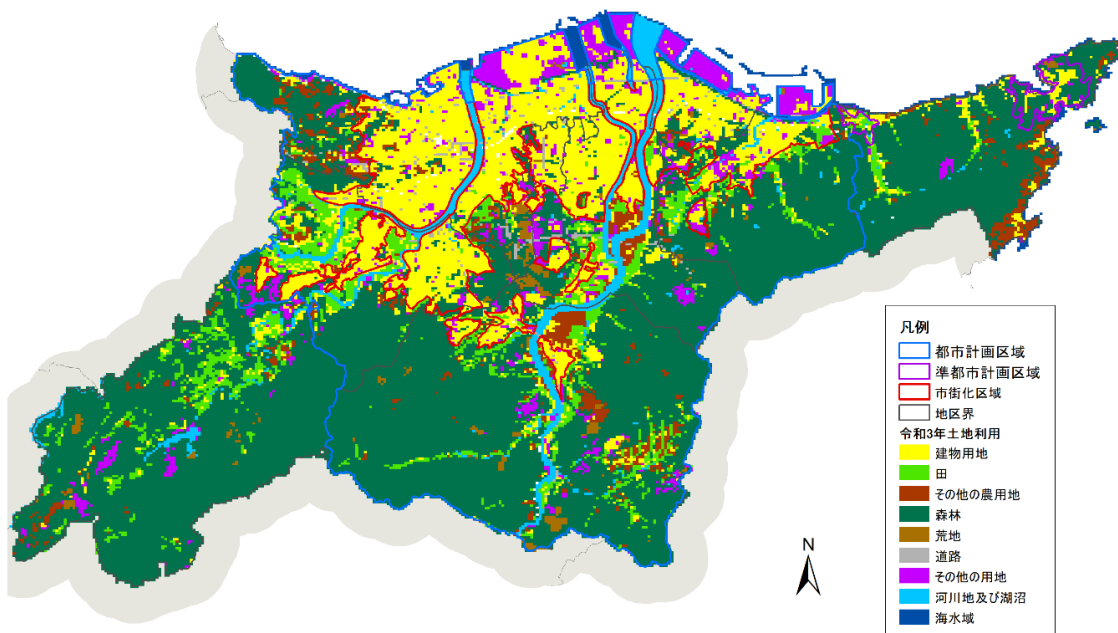 凡例
都市計画区域
準都市計画区域
市街化区域
地区界
令和3年土地利用
建物用地
田
その他の農用地
森林
荒地
道路
その他の用地
河川地及び湖沼
海水域
N